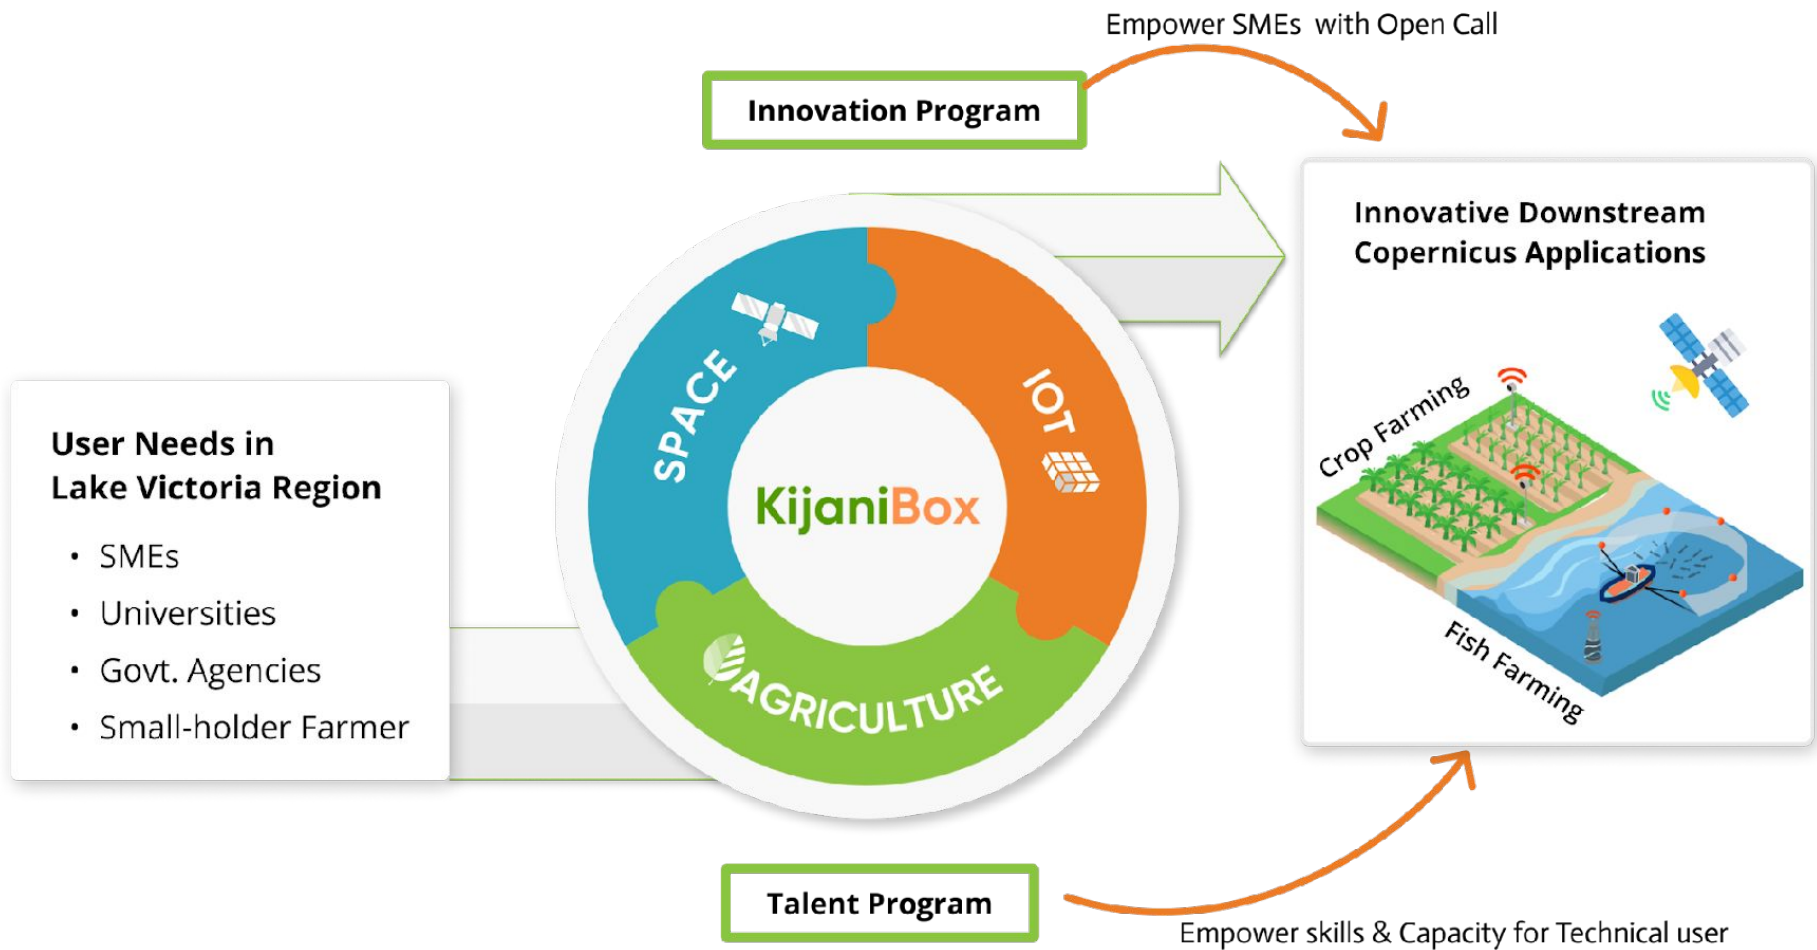 Empower SMEs with Open Call
Innovation Program
Innovative Downstream
Copernicus Applications
SPACE
IOT
Crop Farming
User Needs in
Lake Victoria Region
• SMEs
• Universities
• Govt. Agencies
• Small-holder Farmer
KijaniBox
AGRICULTURE
Fish Farming
Talent Program
Empower skills & Capacity for Technical user